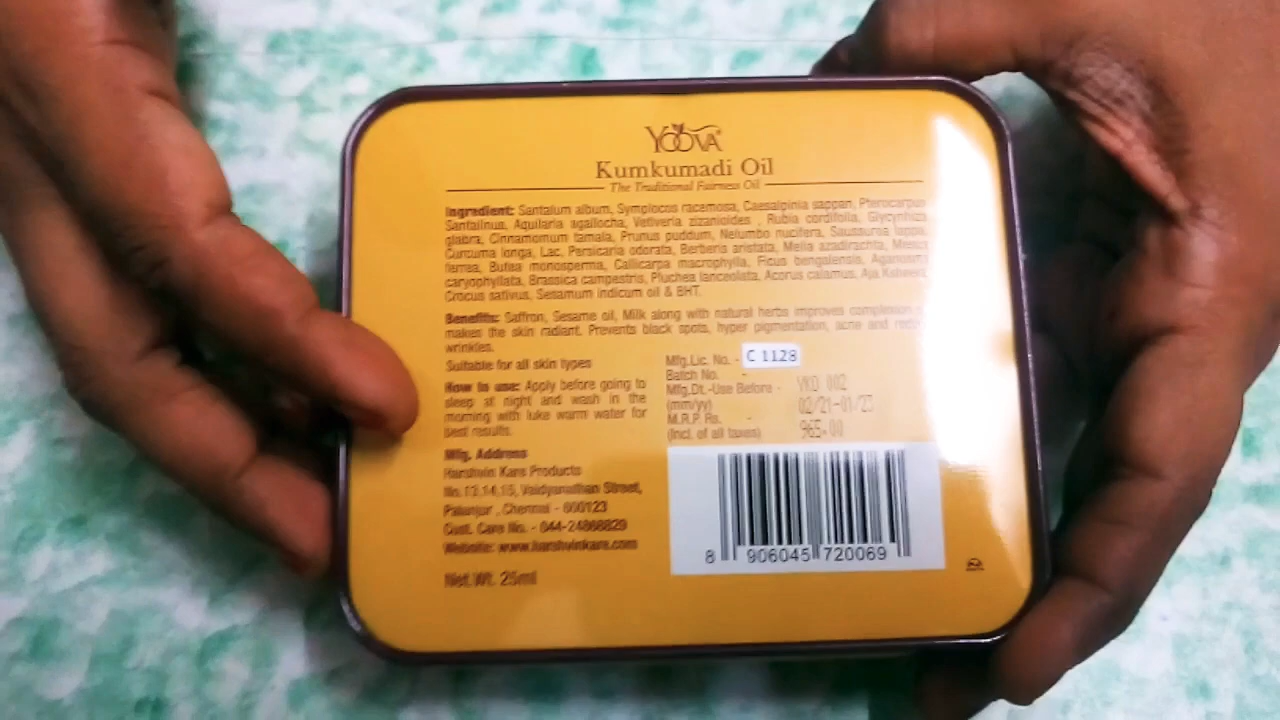 YOOVA
Kumkumadi Oil
The Traditional Fairness Oil
Ingredient: Santalum album, Symplocos racemosa, Caesalpinia sappan, Pterocarpus
Santalinus, Aquilaria agallocha, Vetiveria zizanioides , Rubia cordifolia, Glycyrrhiza
glabra, Cinnamomum tamala, Prunus puddum, Nelumbo nucifera, Saussurea lappa,
Curcuma longa, Lac, Persicaria odorata, Berberis aristata, Melia azadirachta, Mesua
ferrea, Butea monosperma, Callicarpa macrophylla, Ficus bengalensis,
caryophyllata, Brassica campestris, Pluchea lanceolata, Acorus calamus, Aja
Crocus sativus, Sesamum indicum oil & BHT.
Benefits: Saffron, Sesame oil, Milk along with natural herbs improves complexion
makes the skin radiant. Prevents black spots, hyper pigmentation, acne and
wrinkles.
Suitable for all skin types
How to use: Apply before going to
sleep at night and wash in the
morning with luke warm water for
best results.
Mfg. Address
Harshvin Kare Products
No.13,14,15, Vaidyanathan Street,
Chennai - 600123
Cust. Care No. - 044-24868829
Website: www.harshvinkare.com
Net.Wt. 25ml
Mfg.Lic. No. - C 1128
Batch No. - VKO 002
Mfg.Dt.-Use Before - 02/21-01/23
(mm/yy)
M.R.P Rs. - 965.00
(Incl. of all taxes)
8 906045 720069